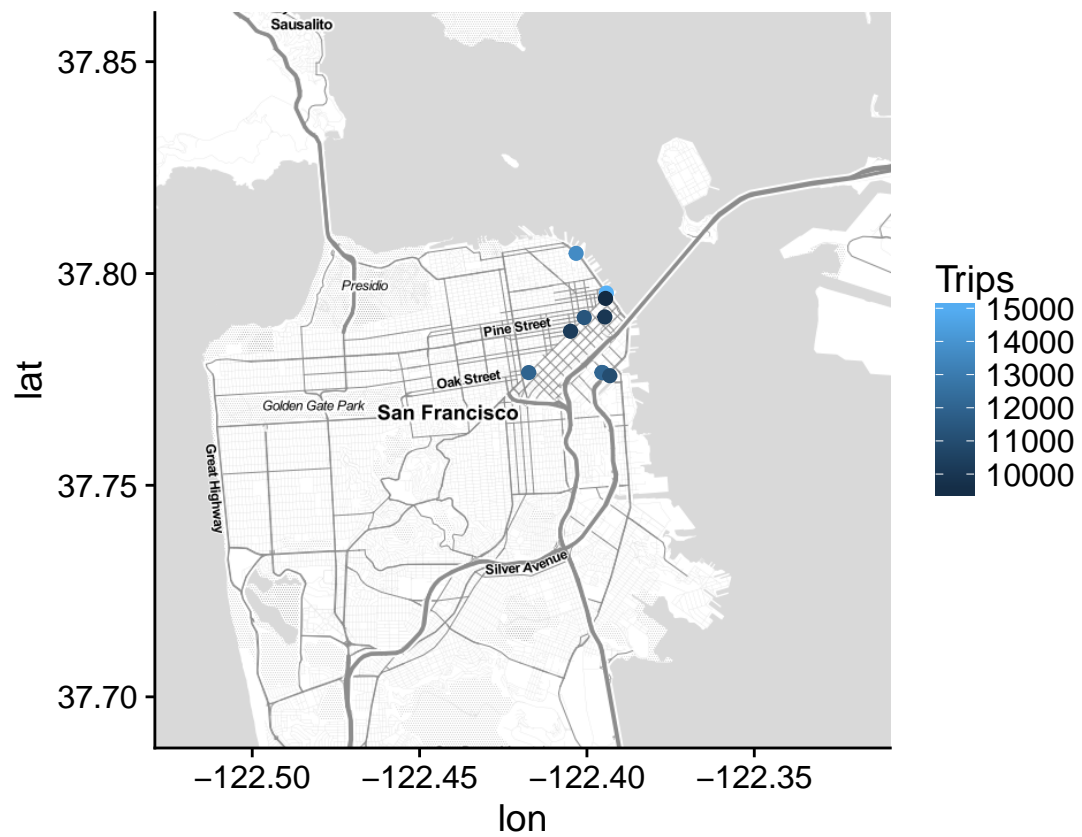 Sausalito
37.85
37.80
37.75
37.70
lat
Presidio
Pine Street
Oak Street
Golden Gate Park
San Francisco
Great Highway
Silver Avenue
−122.50
−122.45
−122.40
−122.35
lon
Trips
15000
14000
13000
12000
11000
10000